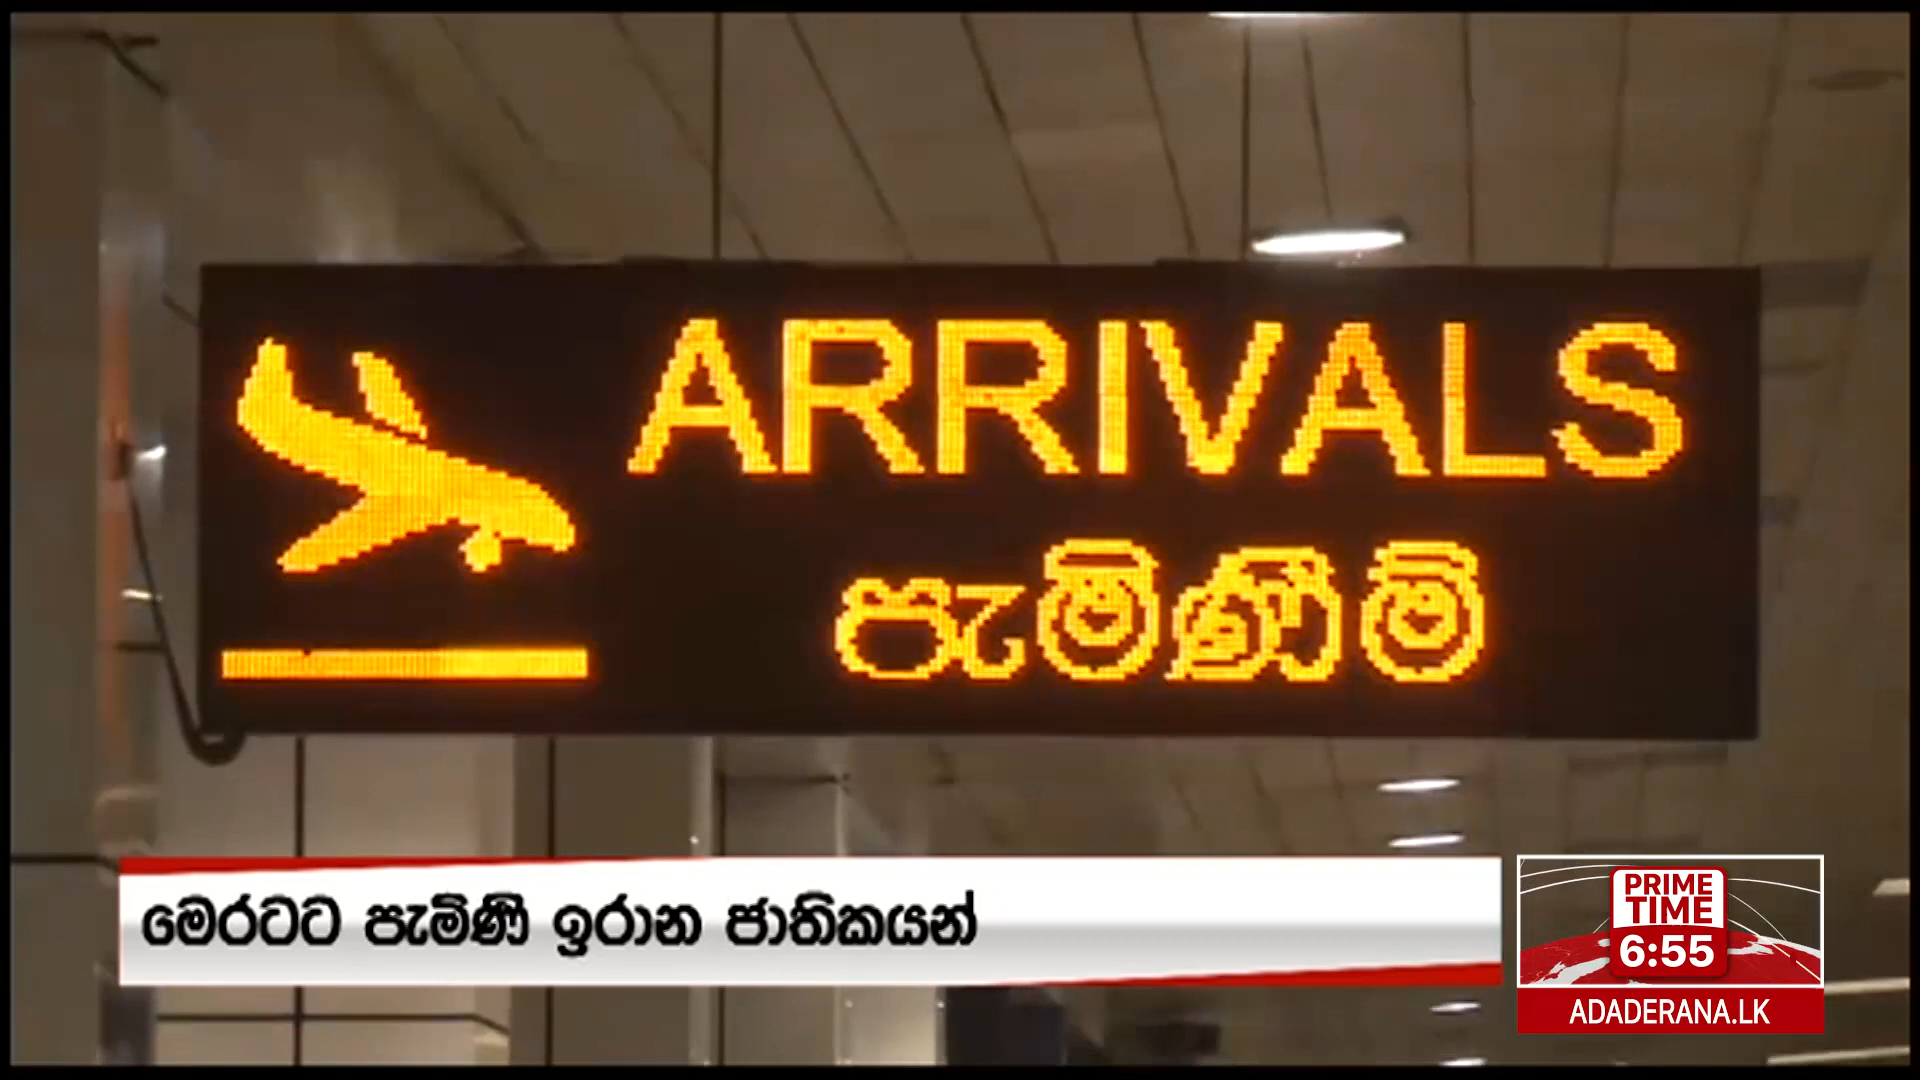 ARRIVALS
පැමිණීම්
මෙරටට පැමිණි ඉරාන ජාතිකයන්
PRIME
TIME
6:55
ADADERANA.LK